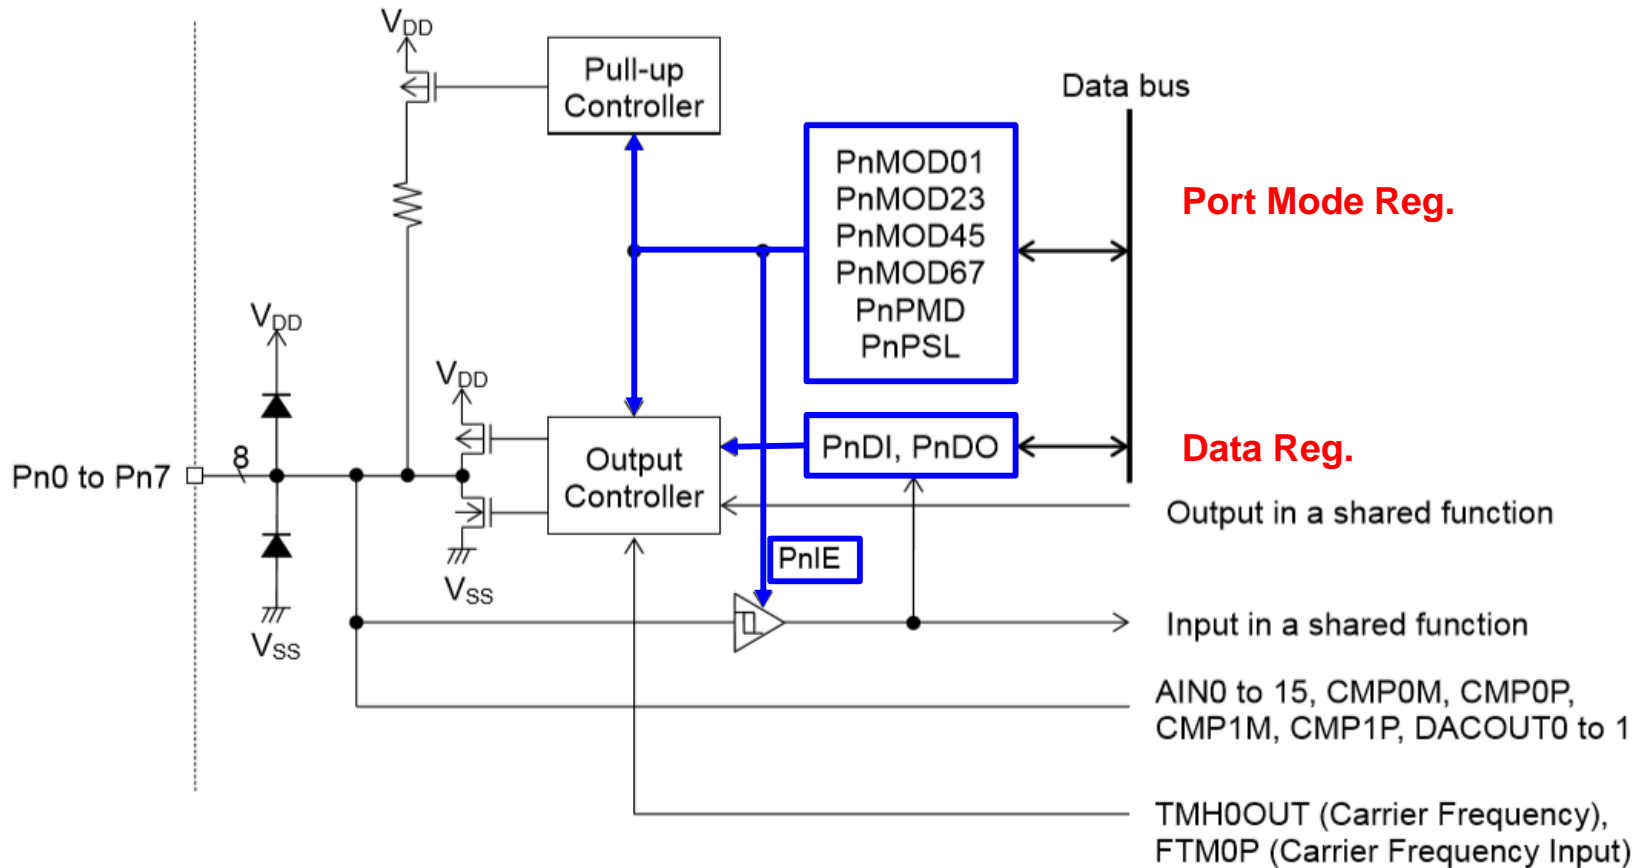 VDD
Pull-up
Controller
Data bus
PnMOD01
PnMOD23
PnMOD45
PnMOD67
PnPMD
PnPSL
Port Mode Reg.
VDD
VDD
8
Pn0 to Pn7
Output
Controller
PnDI, PnDO
Data Reg.
Output in a shared function
PnIE
VSS
VSS
Input in a shared function
AIN0 to 15, CMP0M, CMP0P,
CMP1M, CMP1P, DACOUT0 to 1
TMH0OUT (Carrier Frequency),
FTM0P (Carrier Frequency Input)